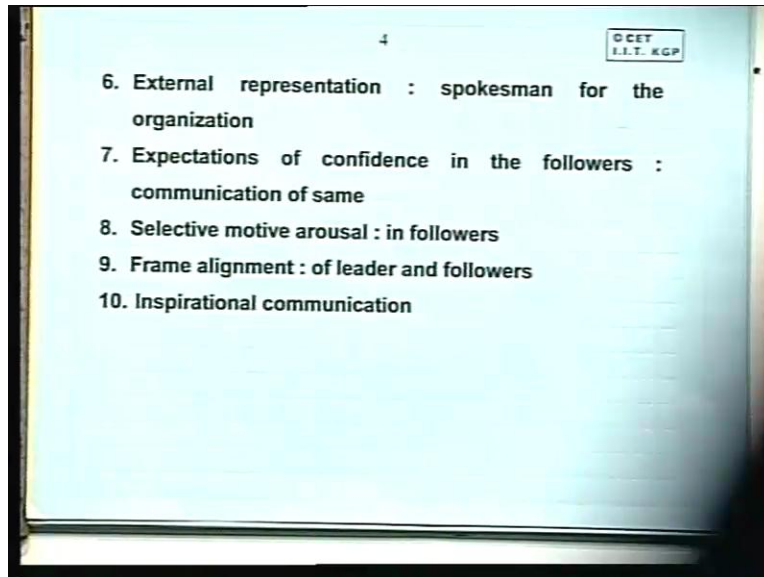 4
© CET
I.I.T. KGP
6. External representation : spokesman for the
organization
7. Expectations of confidence in the followers :
communication of same
8. Selective motive arousal : in followers
9. Frame alignment : of leader and followers
10. Inspirational communication